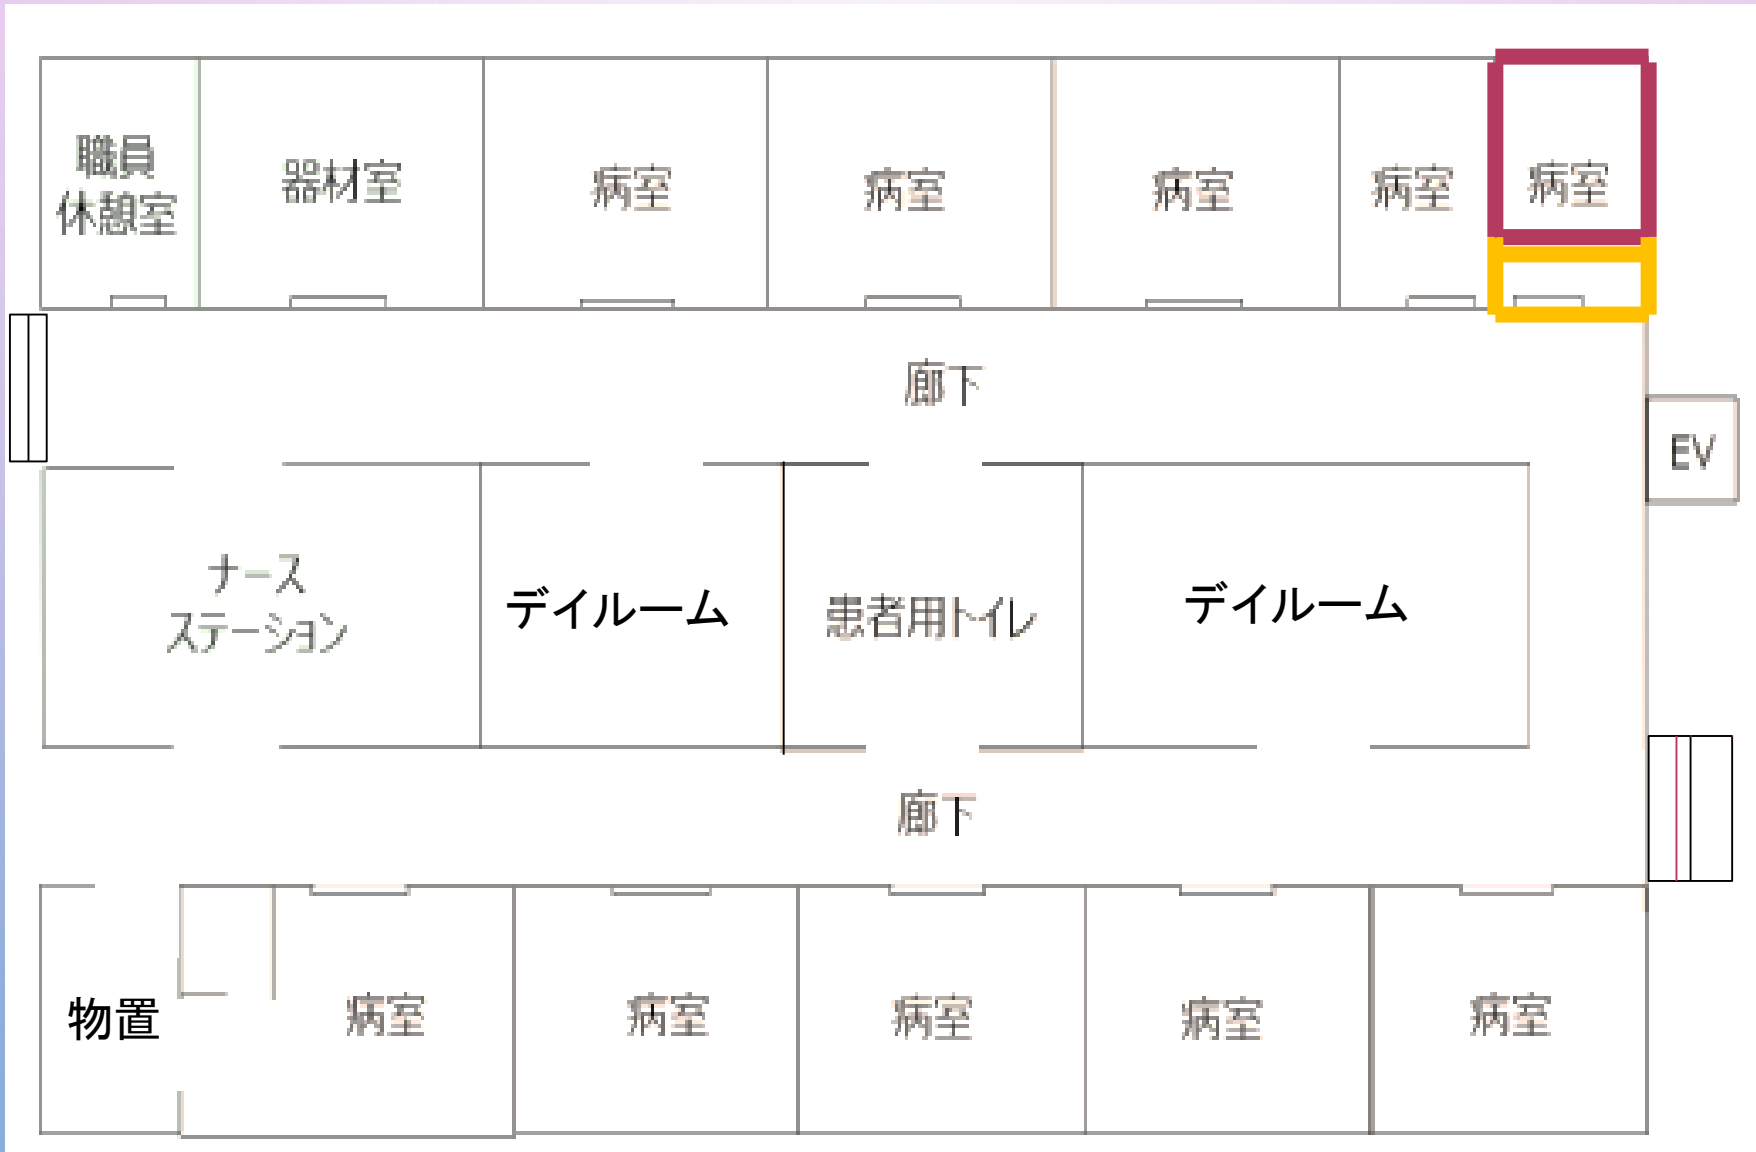 職員
休憩室
器材室
病室
病室
病室
病室
病室
廊下
EV
ナース
ステーション
デイルーム
患者用トイレ
デイルーム
廊下
物置
病室
病室
病室
病室
病室